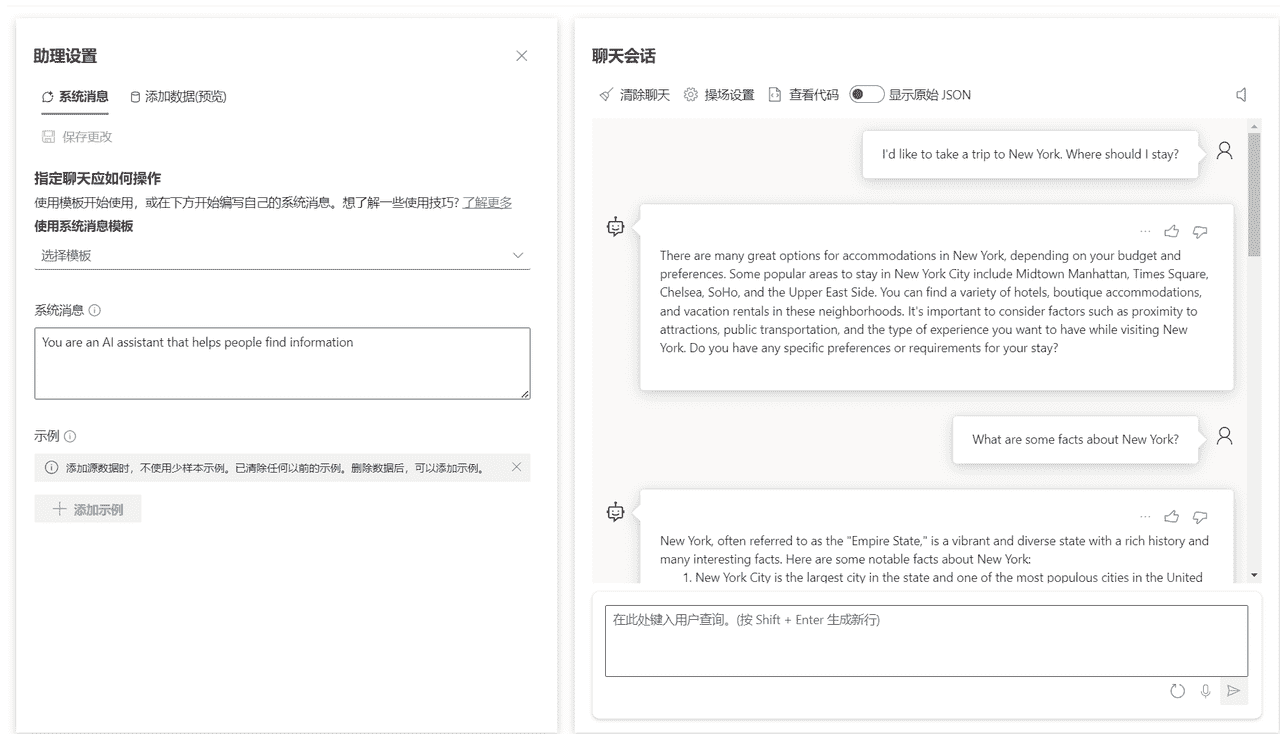 助理设置
系统消息
添加数据(预览)
保存更改
指定聊天应如何操作
使用模板开始使用，或在下方开始编写自己的系统消息。想了解一些使用技巧? 了解更多
使用系统消息模板
选择模板
系统消息
You are an AI assistant that helps people find information
示例
添加源数据时，不使用少样本示例。已清除任何以前的示例。删除数据后，可以添加示例。
添加示例
聊天会话
清除聊天 操场设置 查看代码 显示原始 JSON
I'd like to take a trip to New York. Where should I stay?
There are many great options for accommodations in New York, depending on your budget and
preferences. Some popular areas to stay in New York City include Midtown Manhattan, Times Square,
Chelsea, SoHo, and the Upper East Side. You can find a variety of hotels, boutique accommodations,
and vacation rentals in these neighborhoods. It's important to consider factors such as proximity to
attractions, public transportation, and the type of experience you want to have while visiting New
York. Do you have any specific preferences or requirements for your stay?
What are some facts about New York?
New York, often referred to as the "Empire State," is a vibrant and diverse state with a rich history and
many interesting facts. Here are some notable facts about New York:
1. New York City is the largest city in the state and one of the most populous cities in the United
在此处键入用户查询。(按 Shift + Enter 生成新行)